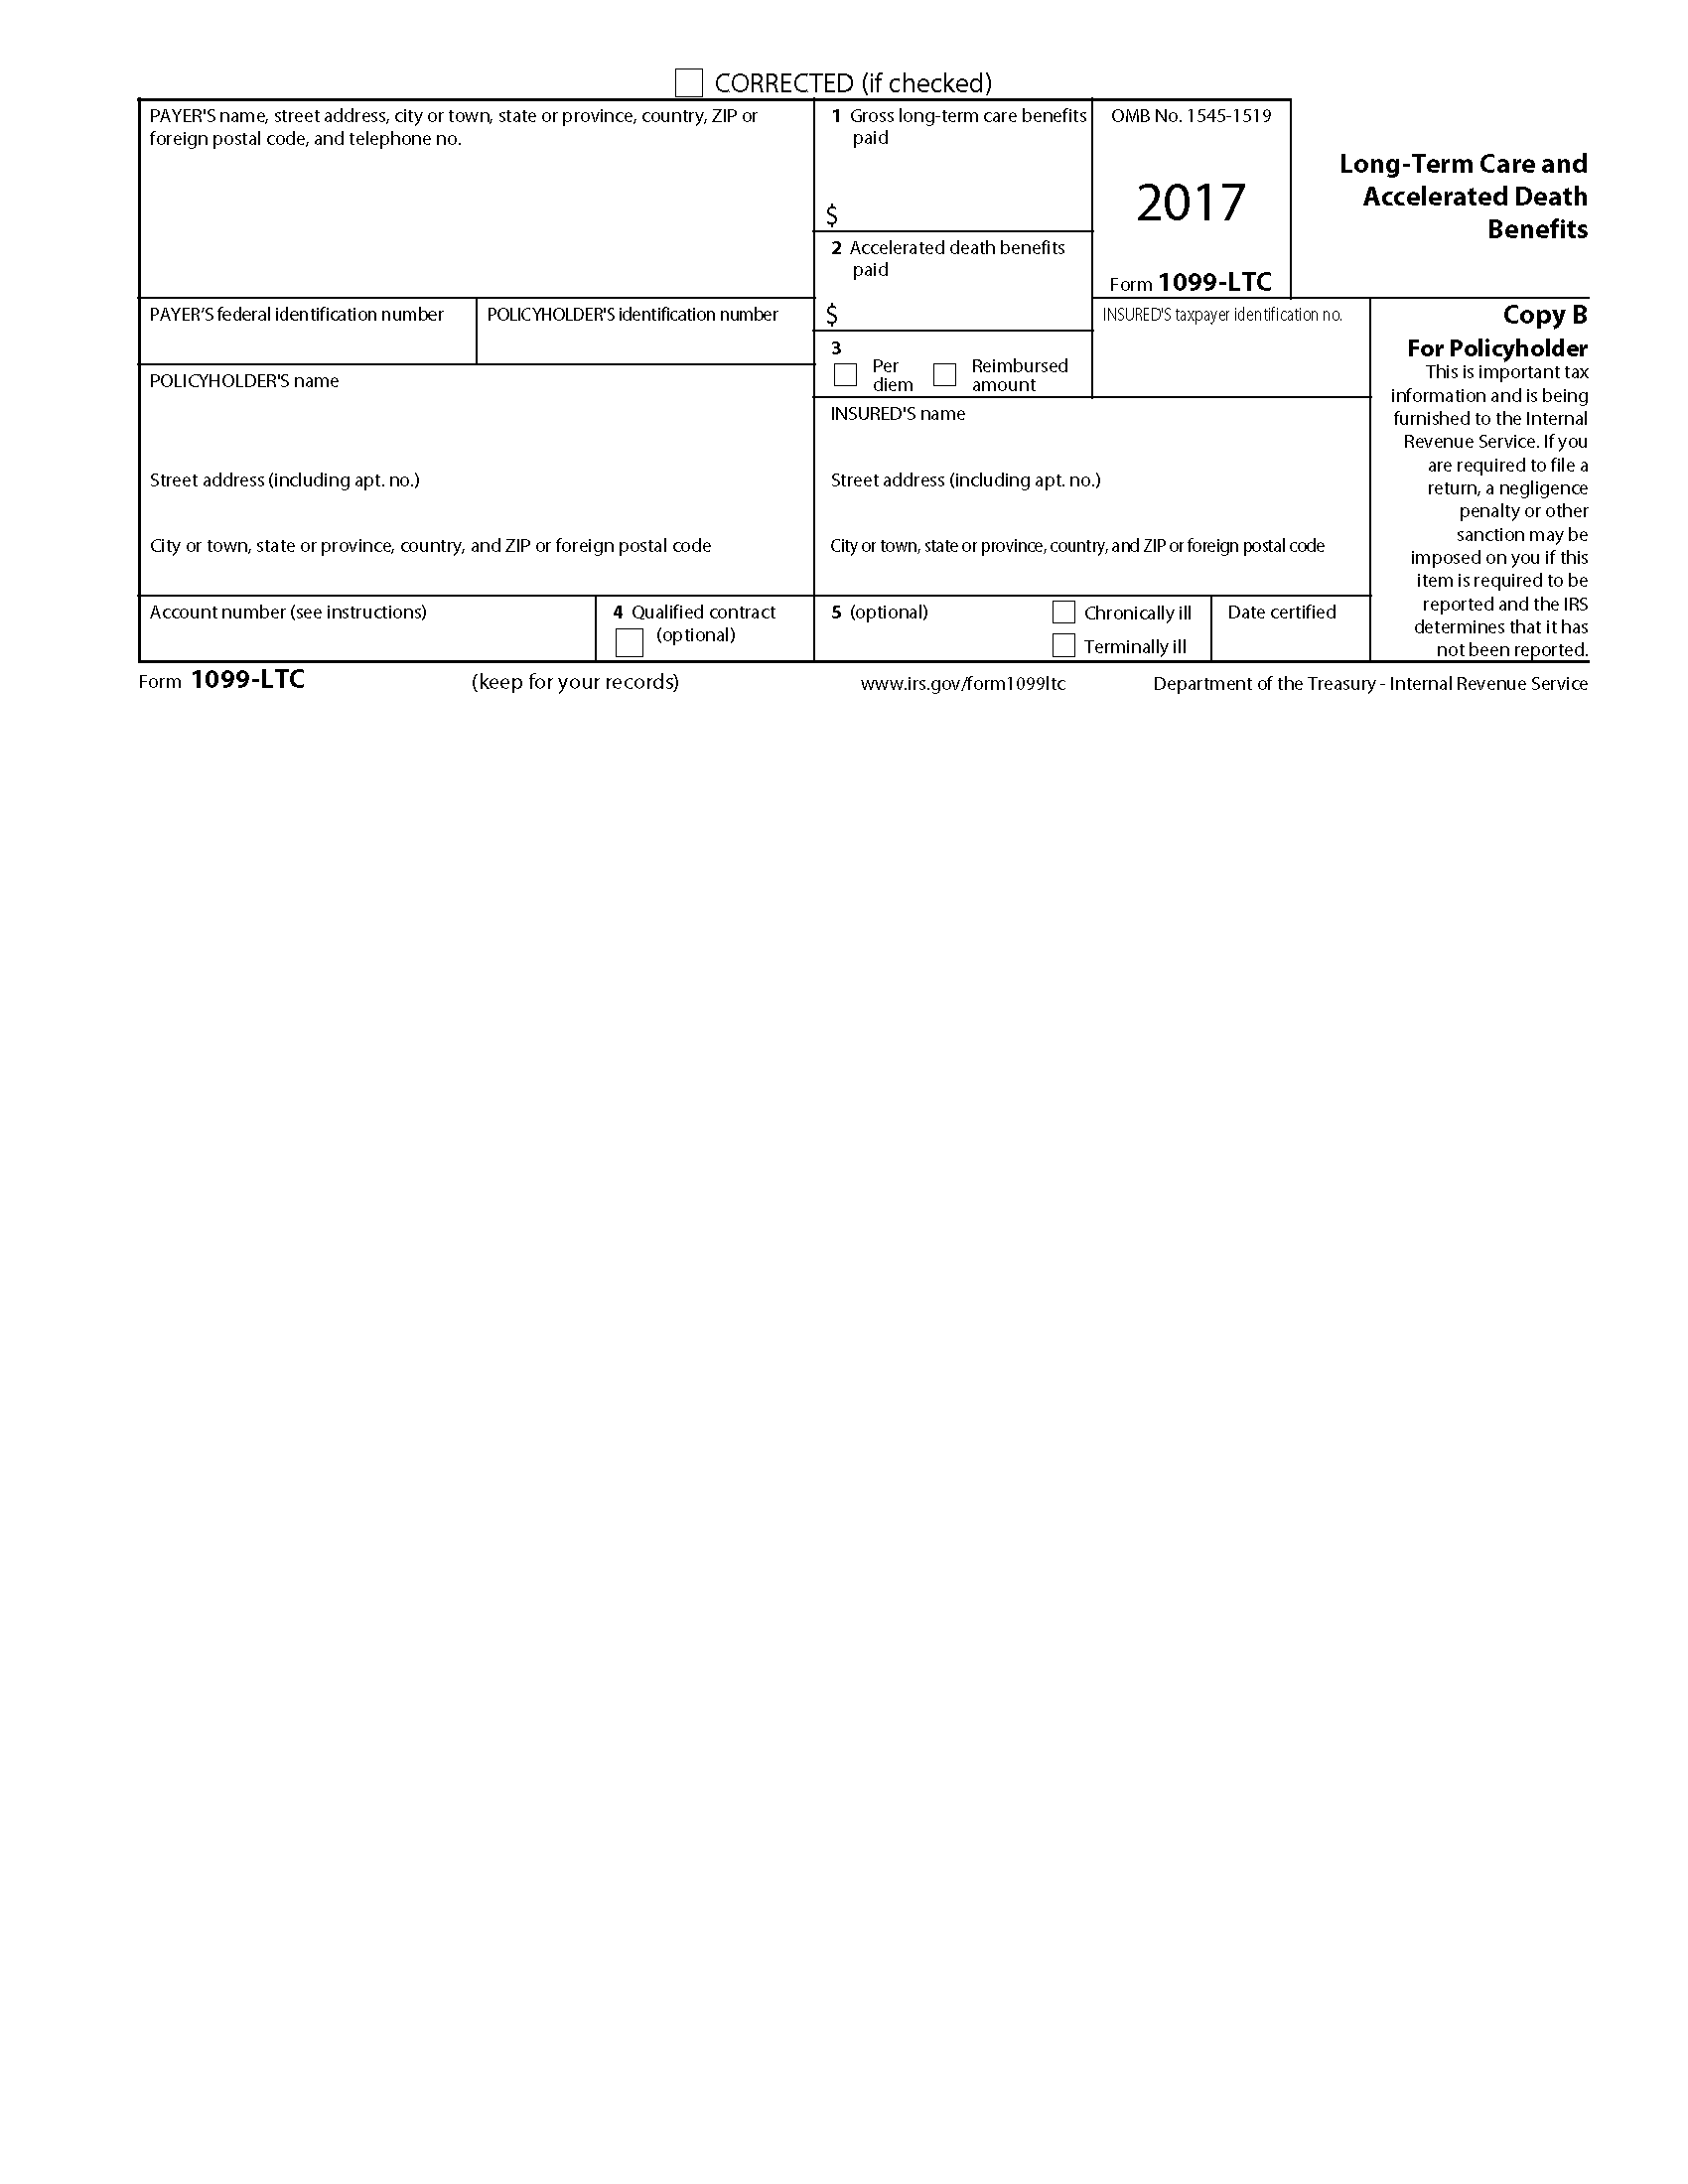 CORRECTED (if checked)
PAYER'S name, street address, city or town, state or province, country, ZIP or
foreign postal code, and telephone no.
1 Gross long-term care benefits
paid
$
OMB No. 1545-1519
2017
Form 1099-LTC
Long-Term Care and
Accelerated Death
Benefits
2 Accelerated death benefits
paid
$
PAYER'S federal identification number
POLICYHOLDER'S identification number
3
Per
diem
Reimbursed
amount
INSURED'S taxpayer identification no.
Copy B
For Policyholder
This is important tax
information and is being
furnished to the Internal
Revenue Service. If you
are required to file a
return, a negligence
penalty or other
sanction may be
imposed on you if this
item is required to be
reported and the IRS
determines that it has
not been reported.
POLICYHOLDER'S name
Street address (including apt. no.)
City or town, state or province, country, and ZIP or foreign postal code
INSURED'S name
Street address (including apt. no.)
City or town, state or province, country, and ZIP or foreign postal code
Account number (see instructions)
4 Qualified contract
(optional)
5 (optional)
Chronically ill
Terminally ill
Date certified
Form 1099-LTC
(keep for your records)
www.irs.gov/form1099ltc
Department of the Treasury - Internal Revenue Service